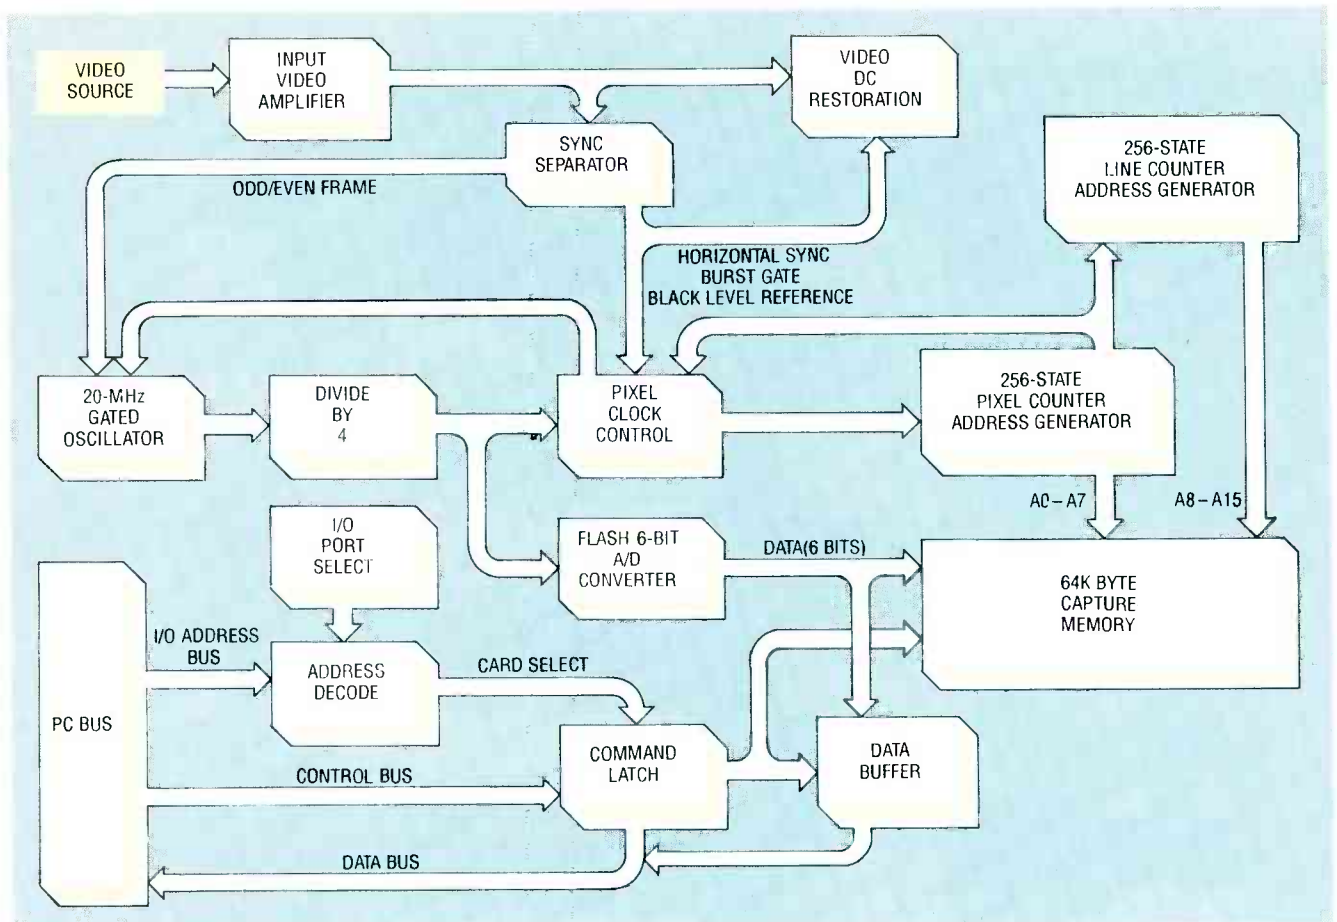 VIDEO
SOURCE
INPUT
VIDEO
AMPLIFIER
VIDEO
DC
RESTORATION
SYNC
SEPARATOR
256-STATE
LINE COUNTER
ADDRESS GENERATOR
ODD/EVEN FRAME
HORIZONTAL SYNC
BURST GATE
BLACK LEVEL REFERENCE
20-MHz
GATED
OSCILLATOR
DIVIDE
BY
4
PIXEL
CLOCK
CONTROL
256-STATE
PIXEL COUNTER
ADDRESS GENERATOR
A0-A7
A8-A15
I/O
PORT
SELECT
FLASH 6-BIT
A/D
CONVERTER
DATA(6 BITS)
64K BYTE
CAPTURE
MEMORY
I/O ADDRESS
BUS
ADDRESS
DECODE
CARD SELECT
PC BUS
COMMAND
LATCH
DATA
BUFFER
CONTROL BUS
DATA BUS